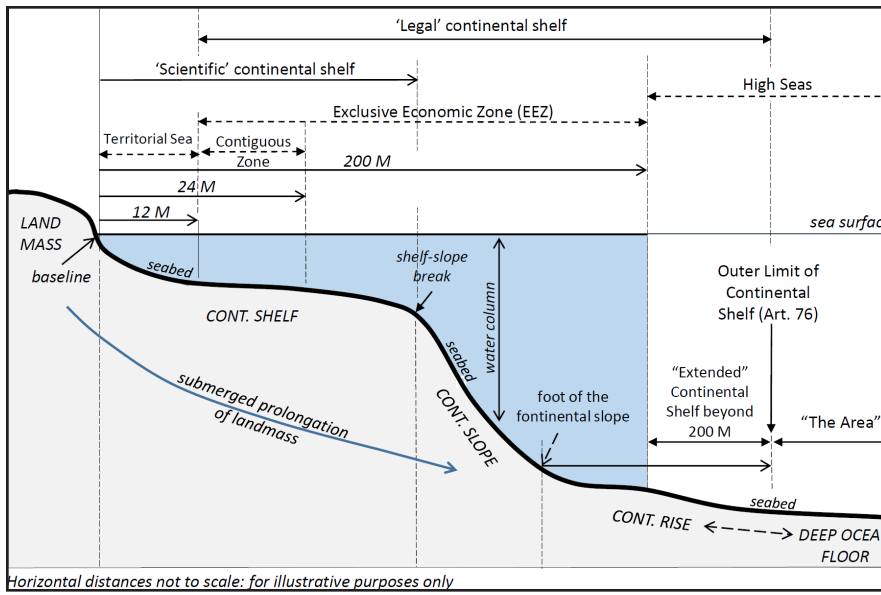 ‘Legal’ continental shelf
‘Scientific’ continental shelf
High Seas
Exclusive Economic Zone (EEZ)
Territorial Sea
Contiguous
Zone
200 M
24 M
12 M
LAND
MASS
sea surfac
baseline
seabed
shelf-slope
break
Outer Limit of
Continental
Shelf (Art. 76)
CONT. SHELF
water column
seabed
submerged prolongation
of landmass
CONT. SLOPE
foot of the
fontinental slope
“Extended”
Continental
Shelf beyond
200 M
“The Area”
seabed
CONT. RISE
DEEP OCEA
FLOOR
Horizontal distances not to scale: for illustrative purposes only